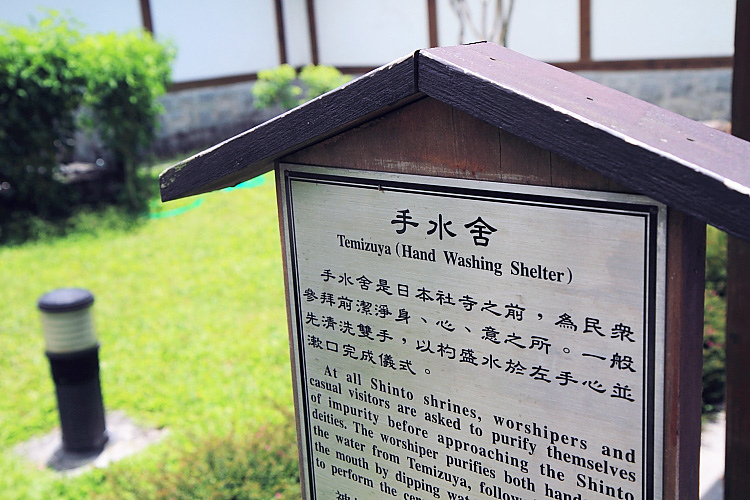 手水舍
Temizuya (Hand Washing Shelter)
手水舍是日本社寺之前，為民眾
參拜前潔淨身、心、意之所。一般
先清洗雙手，以杓盛水於左手心並
漱口完成儀式。
At all Shinto shrines, worshipers and
casual visitors are asked to purify themselves
of impurity before approaching the Shinto
deities. The worshiper purifies both hand
the water from Temizuya, follow
the mouth by dipping wat
to perform the cer